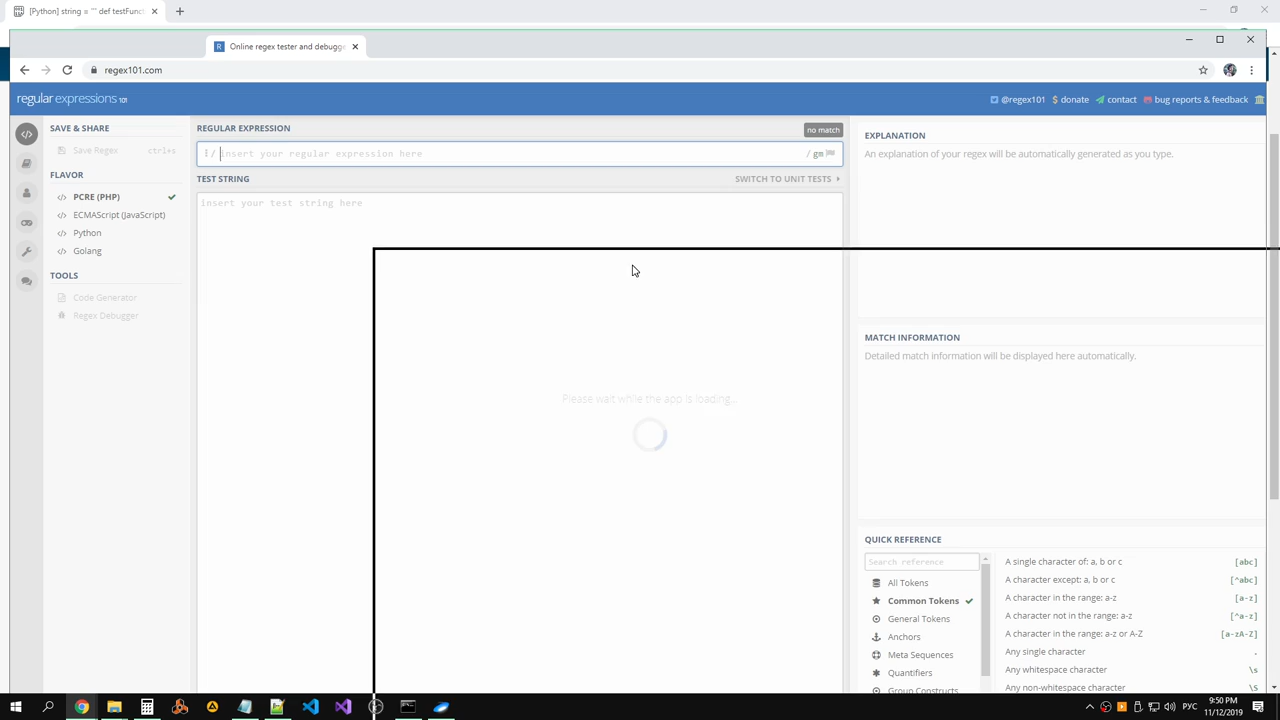 [Python] string = ''' def testFunct
Online regex tester and debugge
regex101.com
regular expressions 101
@regex101
$ donate
contact
bug reports & feedback
SAVE & SHARE
Save Regex ctrl+s
FLAVOR
PCRE (PHP)
ECMAScript (JavaScript)
Python
Golang
TOOLS
Code Generator
Regex Debugger
REGULAR EXPRESSION
no match
/ insert your regular expression here / gm
TEST STRING
SWITCH TO UNIT TESTS
insert your test string here
Please wait while the app is loading...
EXPLANATION
An explanation of your regex will be automatically generated as you type.
MATCH INFORMATION
Detailed match information will be displayed here automatically.
QUICK REFERENCE
Search reference
All Tokens
Common Tokens
General Tokens
Anchors
Meta Sequences
Quantifiers
Group Constructs
A single character of: a, b or c [abc]
A character except: a, b or c [^abc]
A character in the range: a-z [a-z]
A character not in the range: a-z [^a-z]
A character in the range: a-z or A-Z [a-zA-Z]
Any single character .
Any whitespace character \s
Any non-whitespace character \S
РУС
9:50 PM
11/12/2019